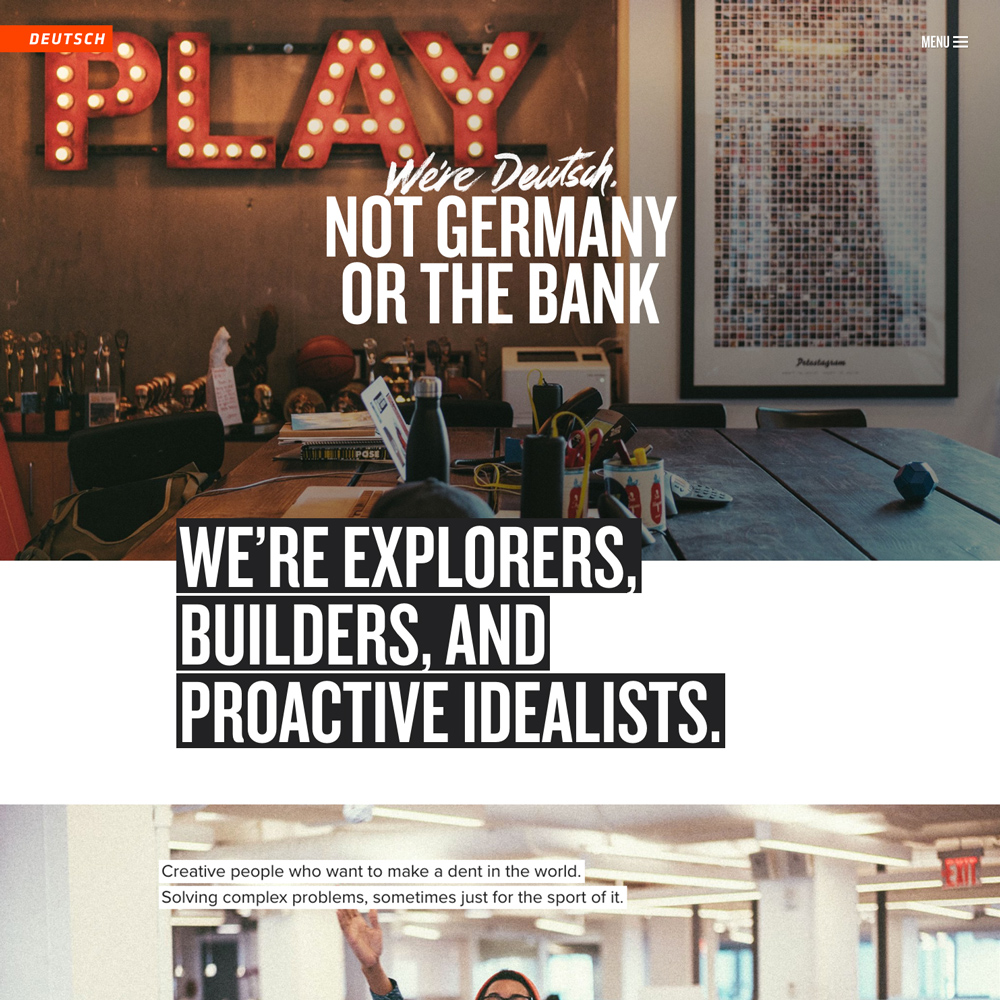 DEUTSCH
MENU
PLAY
We're Deutsch.
NOT GERMANY
OR THE BANK
Petastagram
POSE
WE’RE EXPLORERS,
BUILDERS, AND
PROACTIVE IDEALISTS.
Creative people who want to make a dent in the world.
Solving complex problems, sometimes just for the sport of it.
EXIT